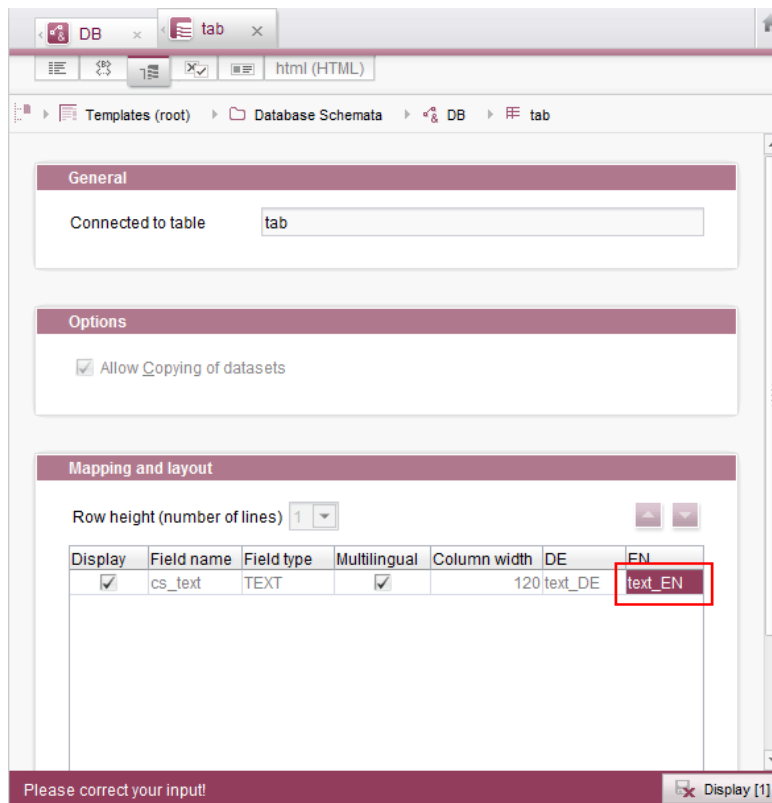 DB
tab
html (HTML)
Templates (root) Database Schemata DB tab
General
Connected to table tab
Options
Allow Copying of datasets
Mapping and layout
Row height (number of lines) 1
Display Field name Field type Multilingual Column width DE EN
cs_text TEXT 120 text_DE text_EN
Please correct your input! Display [1]